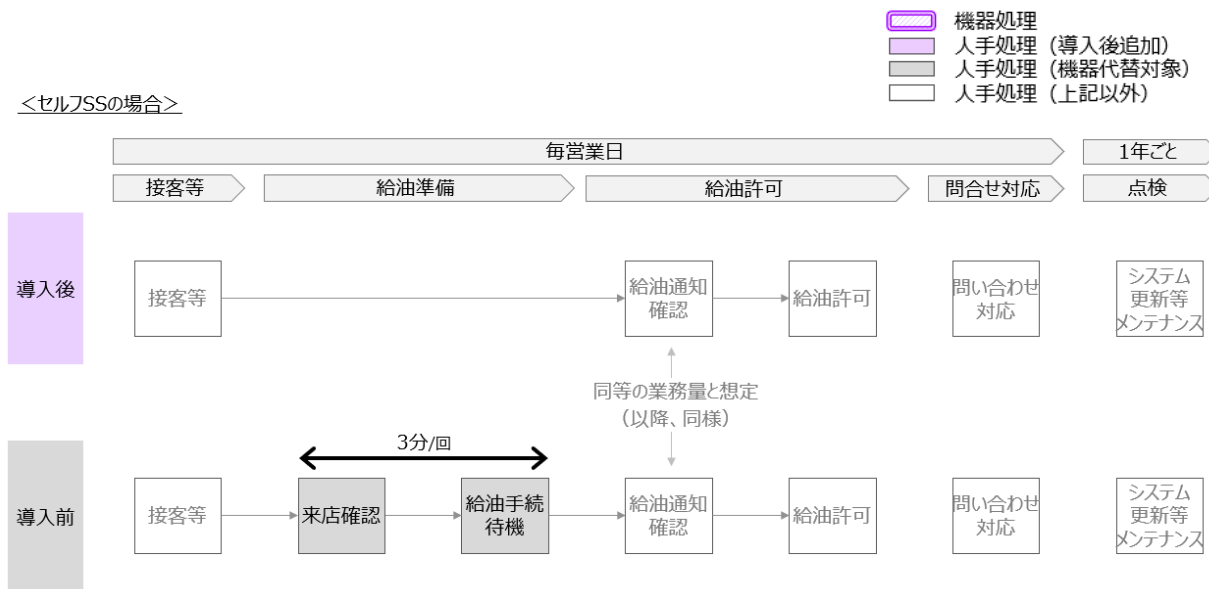 機器処理
人手処理（導入後追加）
人手処理（機器代替対象）
人手処理（上記以外）
＜セルフSSの場合＞
毎営業日
1年ごと
接客等
給油準備
給油許可
問合せ対応
点検
導入後
接客等
給油通知
確認
給油許可
問い合わせ
対応
システム
更新等
メンテナンス
同等の業務量と想定
（以降、同様）
3分/回
導入前
接客等
来店確認
給油手続
待機
給油通知
確認
給油許可
問い合わせ
対応
システム
更新等
メンテナンス